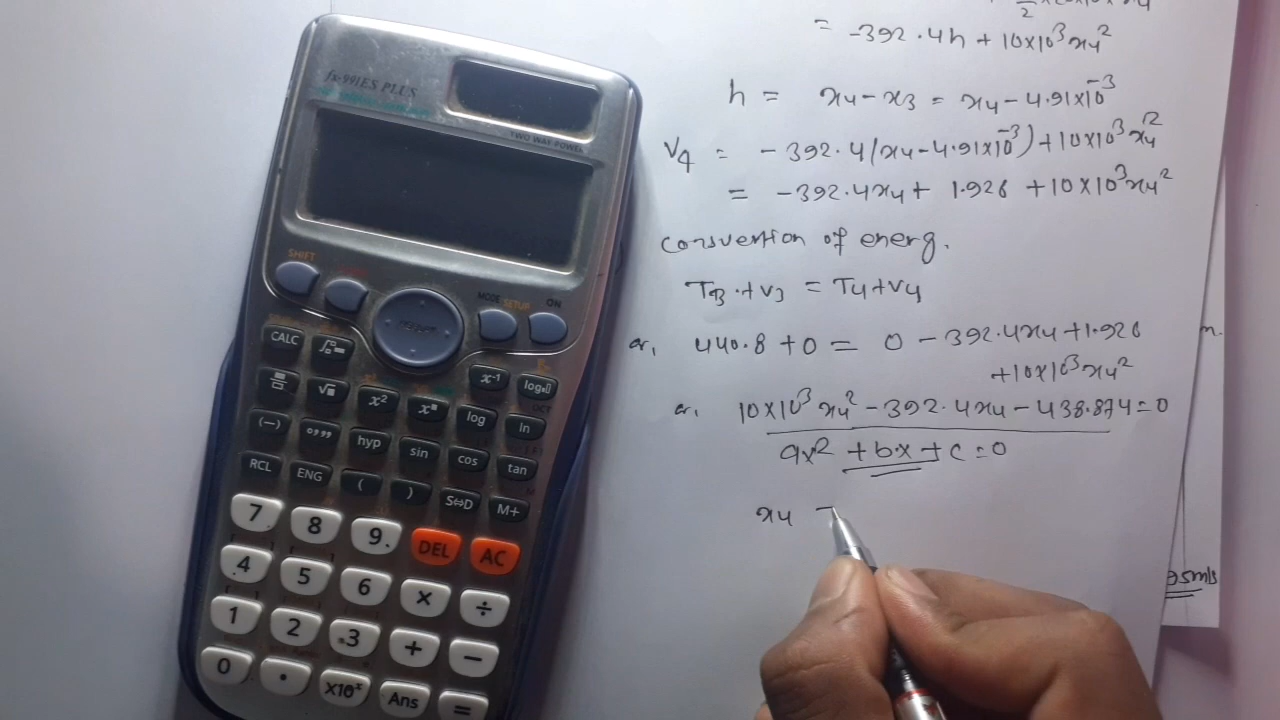 fx-991ES PLUS
TWO WAY POWER
SHIFT
MODE SETUP ON
REPLAY
CALC
x⁻¹ log
√ x² log ln
(−) °,,, hyp sin cos tan
RCL ENG ( ) S⇔D M+
7 8 9 DEL AC
4 5 6 × ÷
1 2 3 + −
0 . ×10ˣ Ans =
= -392.4h + 10×10³x4²
h = x4 - x3 = x4 - 4.91×10⁻³
V4 = -392.4(x4-4.91×10⁻³)+10×10³x4²
= -392.4x4 + 1.926 + 10×10³x4²
consvertion of energ.
T3.+V3 = T4+V4
or, 440.8 + 0 = 0 - 392.4x4+1.926
+10×10³x4²
or, 10×10³x4²-392.4x4-438.874=0
ax²+bx+c=0
x4
95m/s